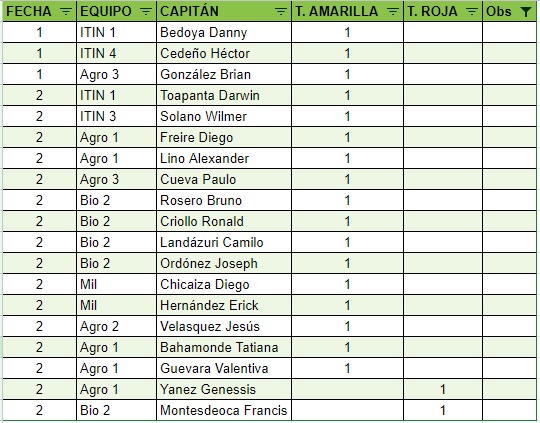 FECHA EQUIPO CAPITÁN T. AMARILLA T. ROJA Obs
1 ITIN 1 Bedoya Danny 1
1 ITIN 4 Cedeño Héctor 1
1 Agro 3 González Brian 1
2 ITIN 1 Toapanta Darwin 1
2 ITIN 3 Solano Wilmer 1
2 Agro 1 Freire Diego 1
2 Agro 1 Lino Alexander 1
2 Agro 3 Cueva Paulo 1
2 Bio 2 Rosero Bruno 1
2 Bio 2 Criollo Ronald 1
2 Bio 2 Landázuri Camilo 1
2 Bio 2 Ordónez Joseph 1
2 Mil Chicaiza Diego 1
2 Mil Hernández Erick 1
2 Agro 2 Velasquez Jesús 1
2 Agro 1 Bahamonde Tatiana 1
2 Agro 1 Guevara Valentiva 1
2 Agro 1 Yanez Genessis 1
2 Bio 2 Montesdeoca Francis 1